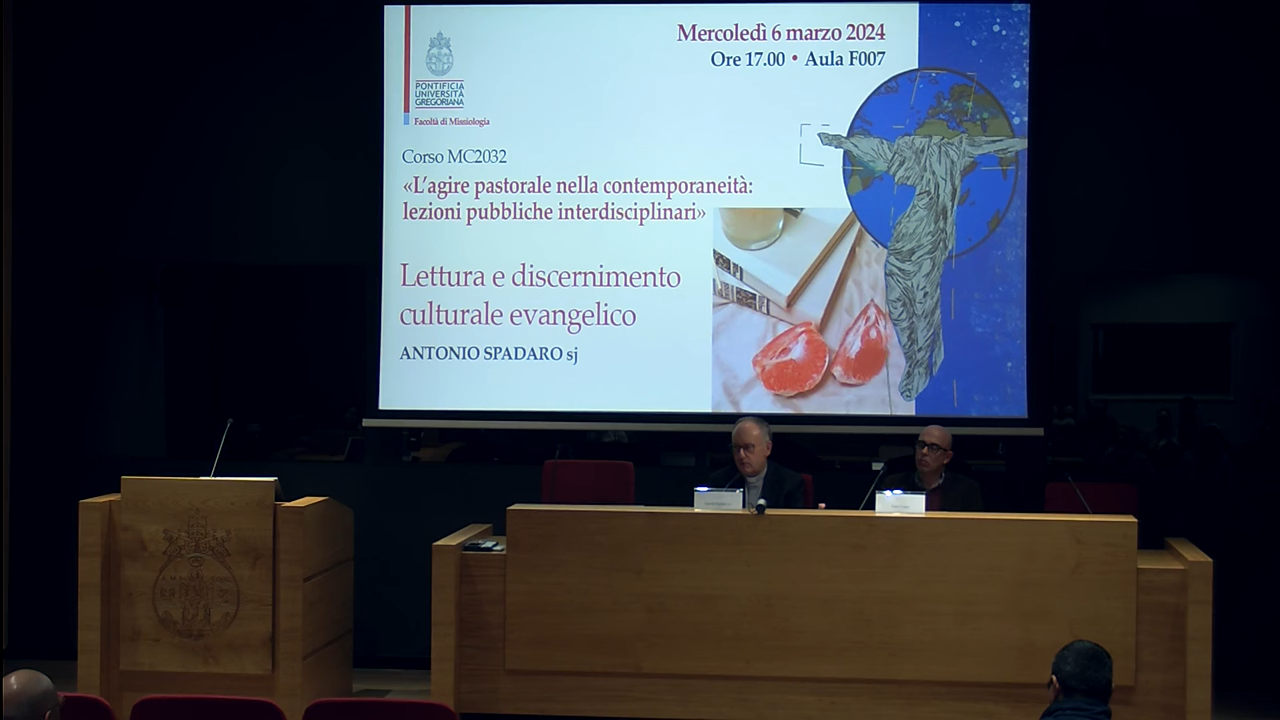 Mercoledì 6 marzo 2024
Ore 17.00 • Aula F007
PONTIFICIA
UNIVERSITÀ
GREGORIANA
Facoltà di Missiologia
Corso MC2032
«L'agire pastorale nella contemporaneità:
lezioni pubbliche interdisciplinari»
Lettura e discernimento
culturale evangelico
ANTONIO SPADARO sj